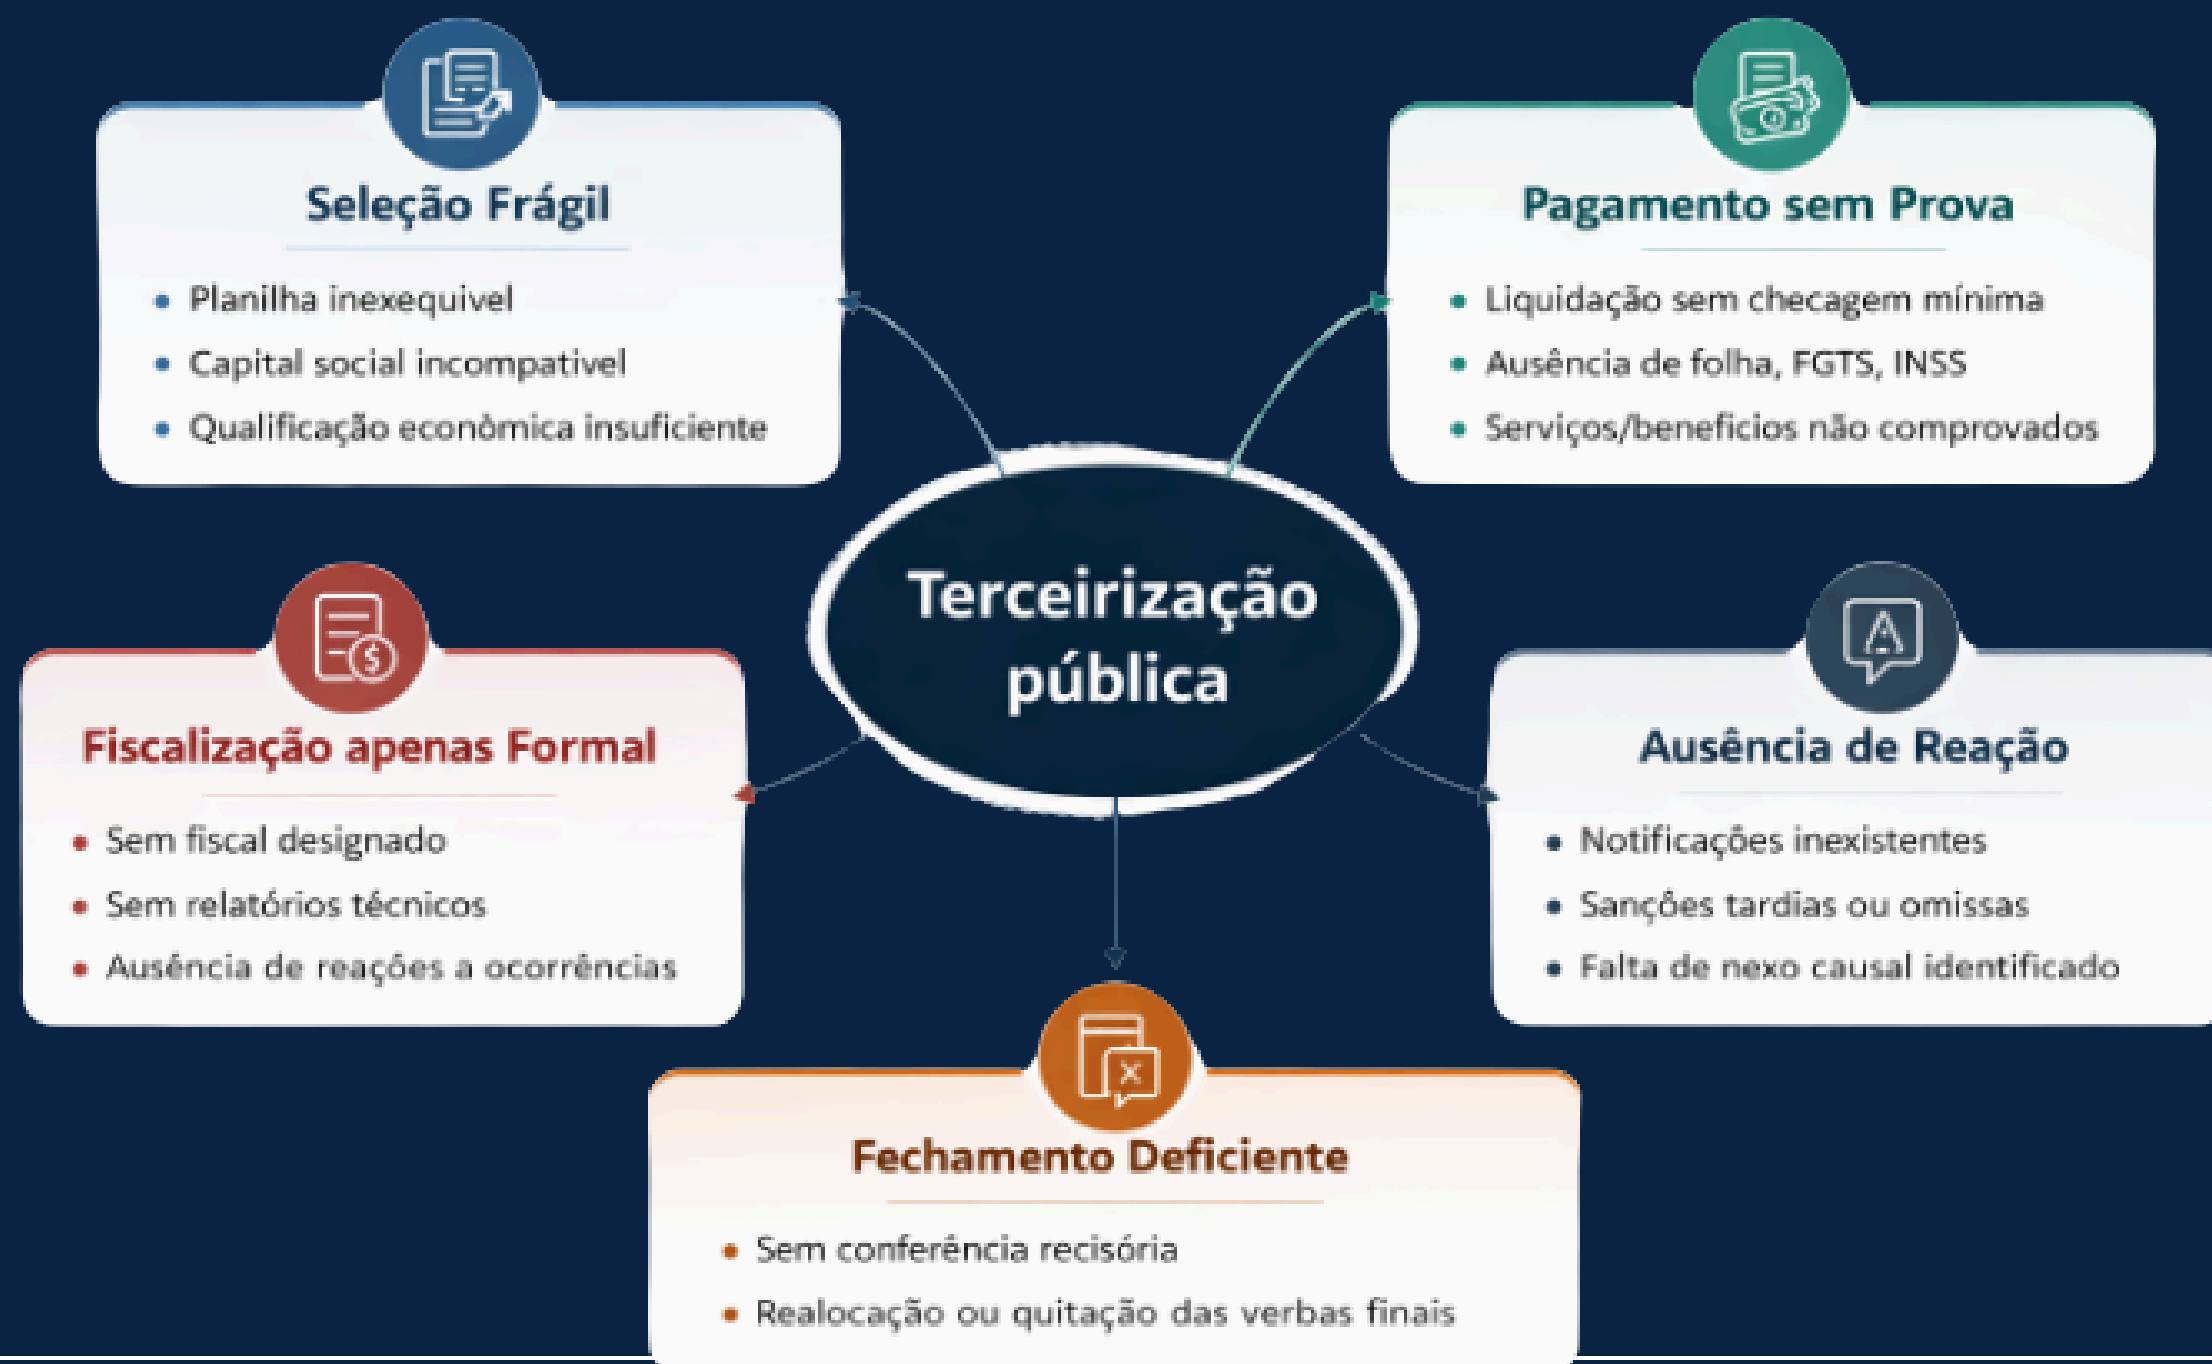 Seleção Frágil
• Planilha inexequivel
• Capital social incompativel
• Qualificação econômica insuficiente
Pagamento sem Prova
• Liquidação sem checagem mínima
• Ausência de folha, FGTS, INSS
• Serviços/beneficios não comprovados
Terceirização
pública
Fiscalização apenas Formal
• Sem fiscal designado
• Sem relatórios técnicos
• Ausência de reações a ocorrências
Ausência de Reação
• Notificações inexistentes
• Sanções tardias ou omissas
• Falta de nexo causal identificado
Fechamento Deficiente
• Sem conferência recisória
• Realocação ou quitação das verbas finais